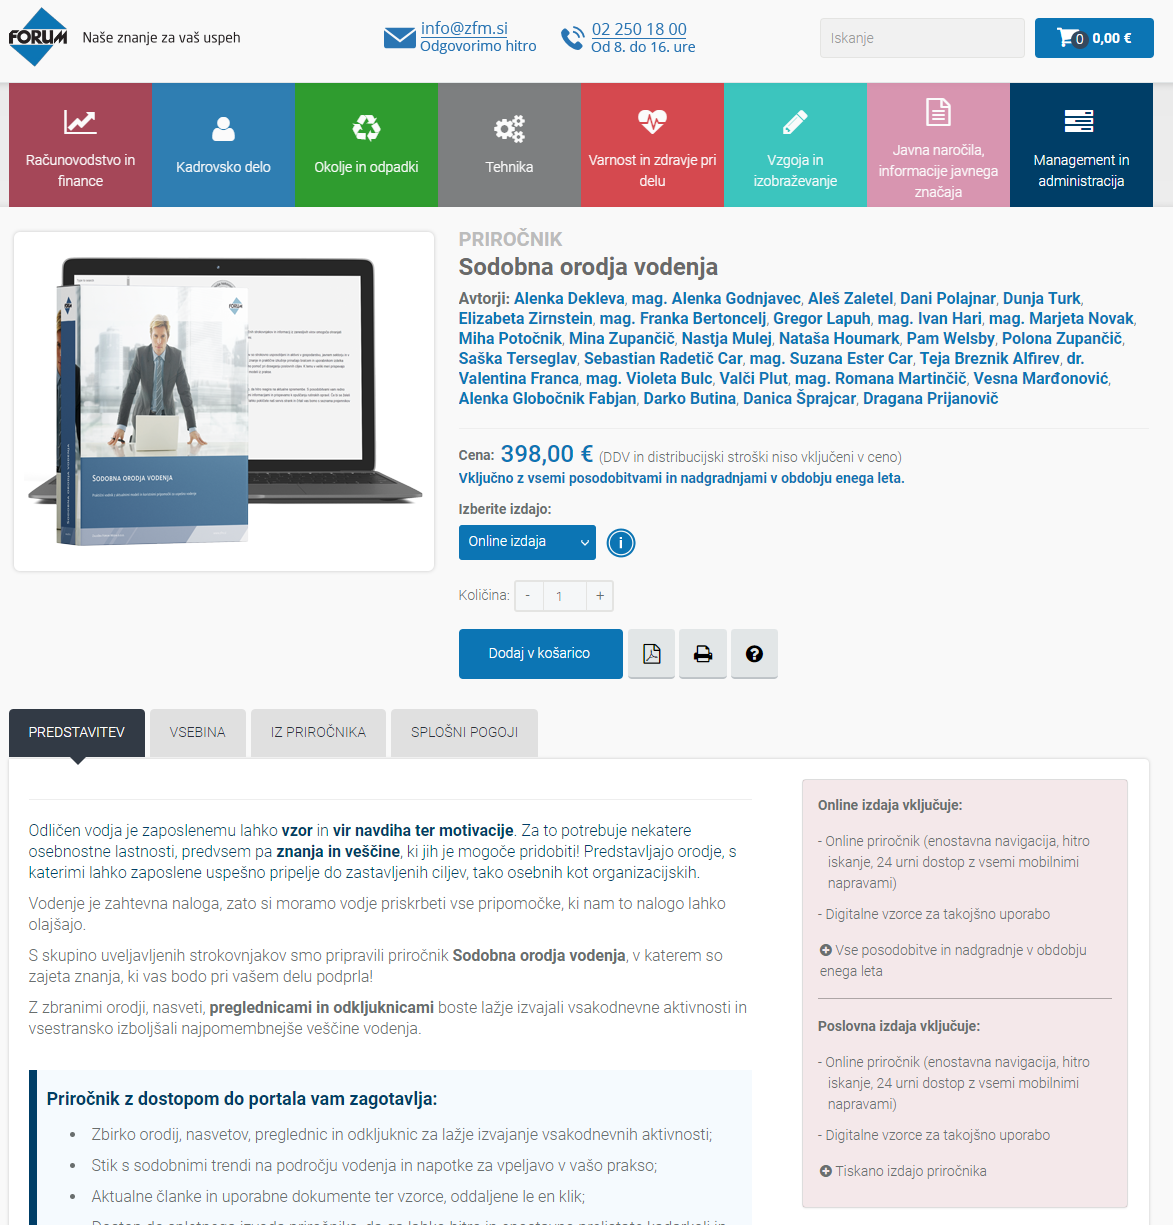 FORUM
Naše znanje za vaš uspeh
info@zfm.si
Odgovorimo hitro
02 250 18 00
Od 8. do 16. ure
Iskanje
0 0,00 €
Računovodstvo in
finance
Kadrovsko delo
Okolje in odpadki
Tehnika
Varnost in zdravje pri
delu
Vzgoja in
izobraževanje
Javna naročila,
informacije javnega
značaja
Management in
administracija
SODOBNA ORODJA VODENJA
PRIROČNIK
Sodobna orodja vodenja
Avtorji: Alenka Dekleva, mag. Alenka Godnjavec, Aleš Zaletel, Dani Polajnar, Dunja Turk,
Elizabeta Zirnstein, mag. Franka Bertoncelj, Gregor Lapuh, mag. Ivan Hari, mag. Marjeta Novak,
Miha Potočnik, Mina Zupančič, Nastja Mulej, Nataša Houmark, Pam Welsby, Polona Zupančič,
Saška Terseglav, Sebastian Radetič Car, mag. Suzana Ester Car, Teja Breznik Alfirev, dr.
Valentina Franca, mag. Violeta Bulc, Valči Plut, mag. Romana Martinčič, Vesna Marđonović,
Alenka Globočnik Fabjan, Darko Butina, Danica Šprajcar, Dragana Prijanovič
Cena: 398,00 € (DDV in distribucijski stroški niso vključeni v ceno)
Vključno z vsemi posodobitvami in nadgradnjami v obdobju enega leta.
Izberite izdajo:
Online izdaja
i
Količina: - 1 +
Dodaj v košarico
PREDSTAVITEV
VSEBINA
IZ PRIROČNIKA
SPLOŠNI POGOJI
Odličen vodja je zaposlenemu lahko vzor in vir navdiha ter motivacije. Za to potrebuje nekatere
osebnostne lastnosti, predvsem pa znanja in veščine, ki jih je mogoče pridobiti! Predstavljajo orodje, s
katerimi lahko zaposlene uspešno pripelje do zastavljenih ciljev, tako osebnih kot organizacijskih.
Vodenje je zahtevna naloga, zato si moramo vodje priskrbeti vse pripomočke, ki nam to nalogo lahko
olajšajo.
S skupino uveljavljenih strokovnjakov smo pripravili priročnik Sodobna orodja vodenja, v katerem so
zajeta znanja, ki vas bodo pri vašem delu podprla!
Z zbranimi orodji, nasveti, preglednicami in odkljuknicami boste lažje izvajali vsakodnevne aktivnosti in
vsestransko izboljšali najpomembnejše veščine vodenja.
Priročnik z dostopom do portala vam zagotavlja:
• Zbirko orodij, nasvetov, preglednic in odkljuknic za lažje izvajanje vsakodnevnih aktivnosti;
• Stik s sodobnimi trendi na področju vodenja in napotke za vpeljavo v vašo prakso;
• Aktualne članke in uporabne dokumente ter vzorce, oddaljene le en klik;
Online izdaja vključuje:
- Online priročnik (enostavna navigacija, hitro
iskanje, 24 urni dostop z vsemi mobilnimi
napravami)
- Digitalne vzorce za takojšno uporabo
Vse posodobitve in nadgradnje v obdobju
enega leta
Poslovna izdaja vključuje:
- Online priročnik (enostavna navigacija, hitro
iskanje, 24 urni dostop z vsemi mobilnimi
napravami)
- Digitalne vzorce za takojšno uporabo
Tiskano izdajo priročnika